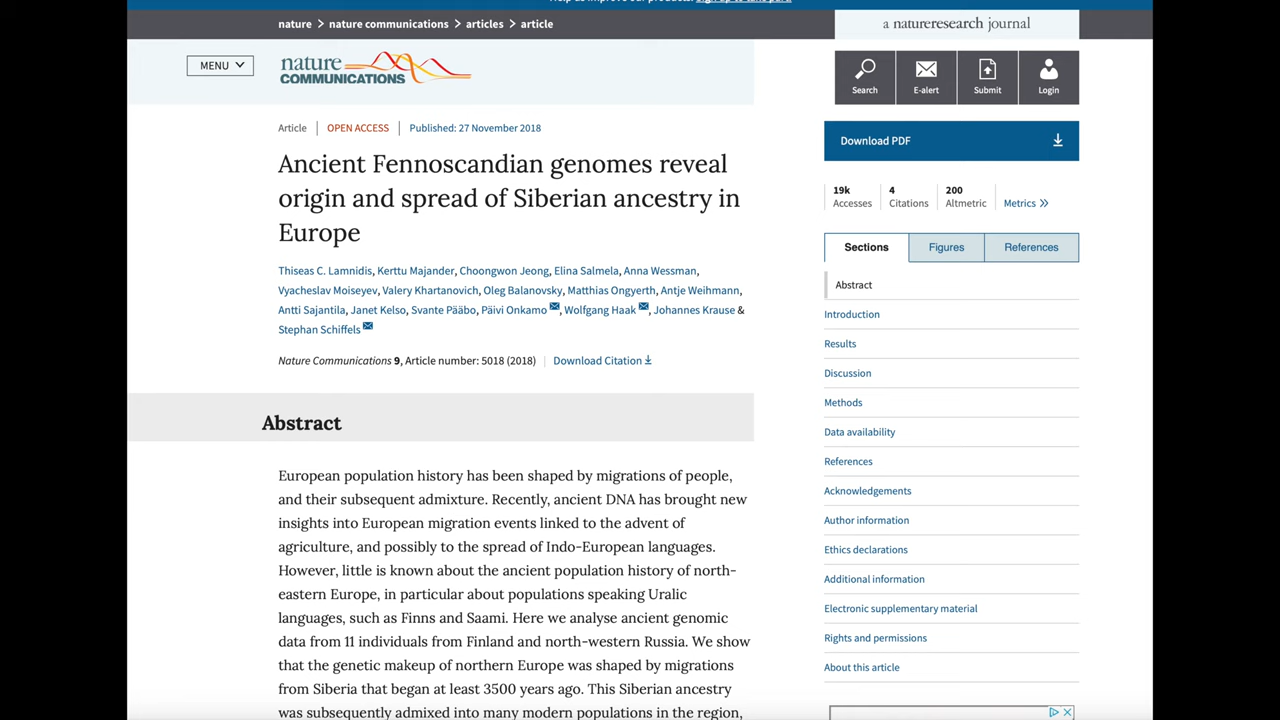 Help us improve our products. Sign up to take part.
nature > nature communications > articles > article
a natureresearch journal
MENU
nature
COMMUNICATIONS
Search
E-alert
Submit
Login
Article | OPEN ACCESS | Published: 27 November 2018
Ancient Fennoscandian genomes reveal
origin and spread of Siberian ancestry in
Europe
Thiseas C. Lamnidis, Kerttu Majander, Choongwon Jeong, Elina Salmela, Anna Wessman,
Vyacheslav Moiseyev, Valery Khartanovich, Oleg Balanovsky, Matthias Ongyerth, Antje Weihmann,
Antti Sajantila, Janet Kelso, Svante Pääbo, Päivi Onkamo, Wolfgang Haak, Johannes Krause &
Stephan Schiffels
Nature Communications 9, Article number: 5018 (2018) | Download Citation
Abstract
European population history has been shaped by migrations of people,
and their subsequent admixture. Recently, ancient DNA has brought new
insights into European migration events linked to the advent of
agriculture, and possibly to the spread of Indo-European languages.
However, little is known about the ancient population history of north-
eastern Europe, in particular about populations speaking Uralic
languages, such as Finns and Saami. Here we analyse ancient genomic
data from 11 individuals from Finland and north-western Russia. We show
that the genetic makeup of northern Europe was shaped by migrations
from Siberia that began at least 3500 years ago. This Siberian ancestry
was subsequently admixed into many modern populations in the region,
Download PDF
19k
Accesses
4
Citations
200
Altmetric
Metrics >>
Sections
Figures
References
Abstract
Introduction
Results
Discussion
Methods
Data availability
References
Acknowledgements
Author information
Ethics declarations
Additional information
Electronic supplementary material
Rights and permissions
About this article